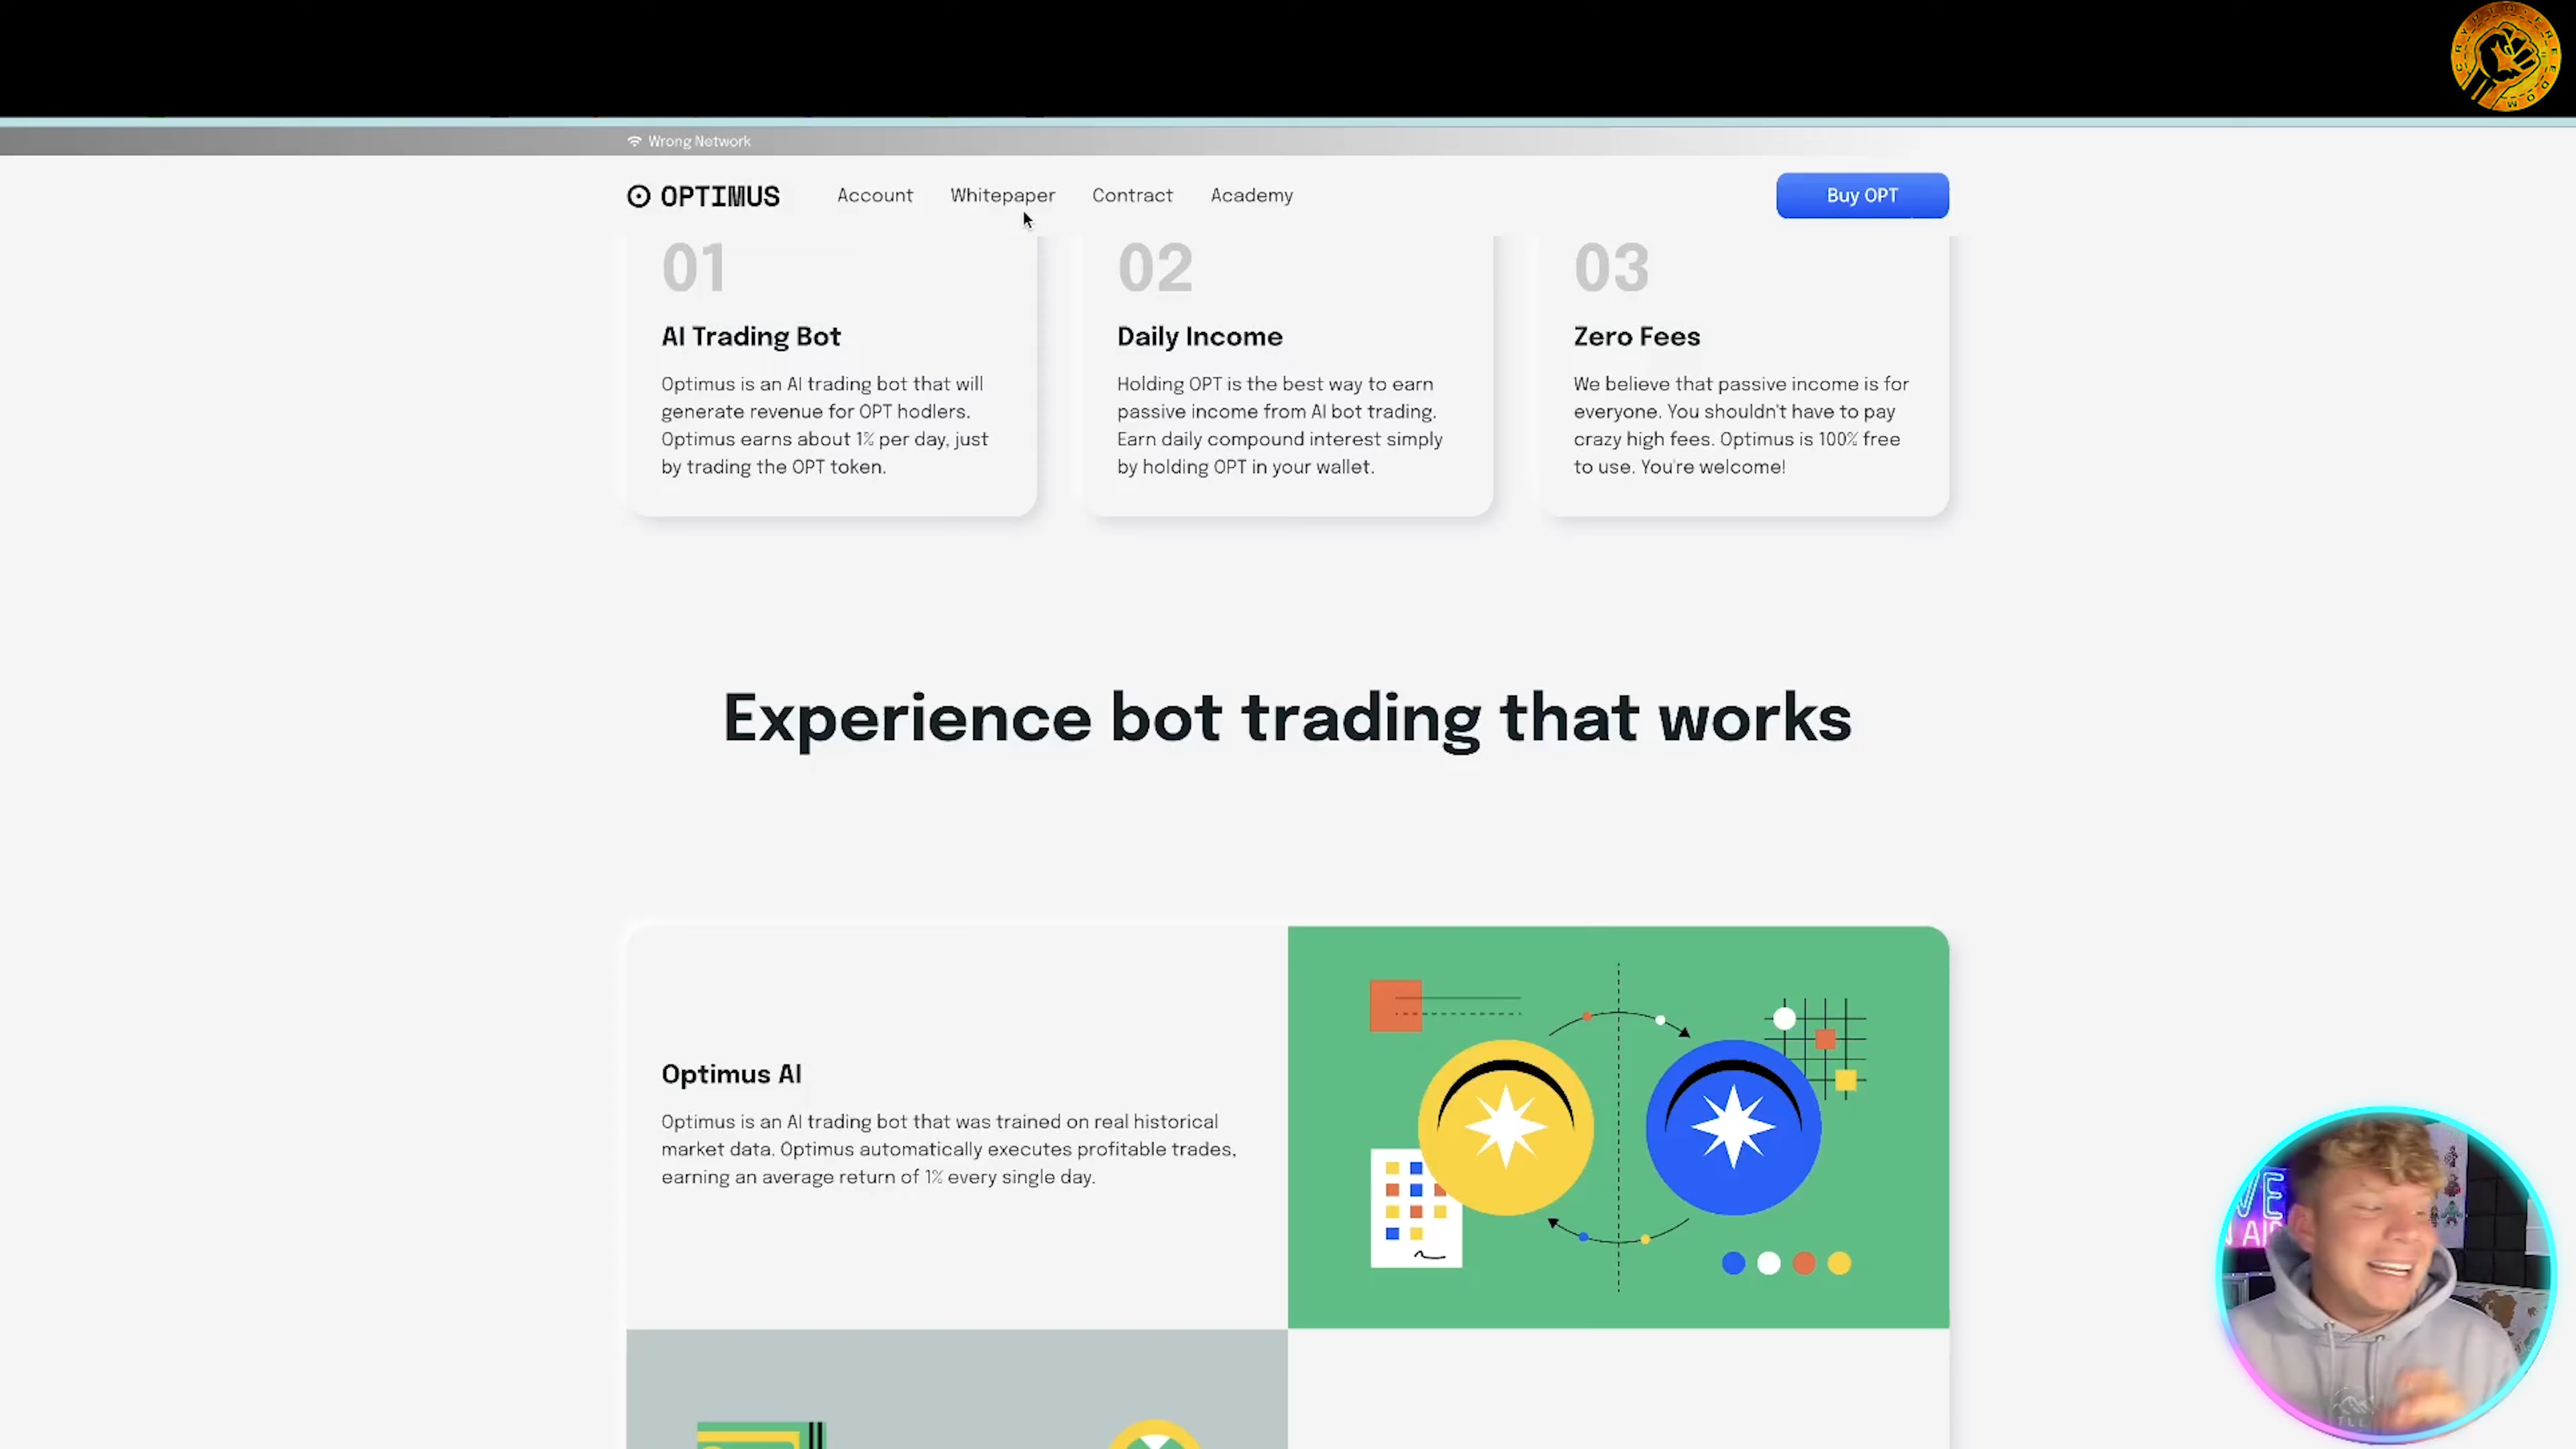 CRYPTO FREEDOM
Wrong Network
OPTIMUS
Account
Whitepaper
Contract
Academy
Buy OPT
01
AI Trading Bot
Optimus is an AI trading bot that will
generate revenue for OPT hodlers.
Optimus earns about 1% per day, just
by trading the OPT token.
02
Daily Income
Holding OPT is the best way to earn
passive income from AI bot trading.
Earn daily compound interest simply
by holding OPT in your wallet.
03
Zero Fees
We believe that passive income is for
everyone. You shouldn't have to pay
crazy high fees. Optimus is 100% free
to use. You're welcome!
Experience bot trading that works
Optimus AI
Optimus is an AI trading bot that was trained on real historical
market data. Optimus automatically executes profitable trades,
earning an average return of 1% every single day.